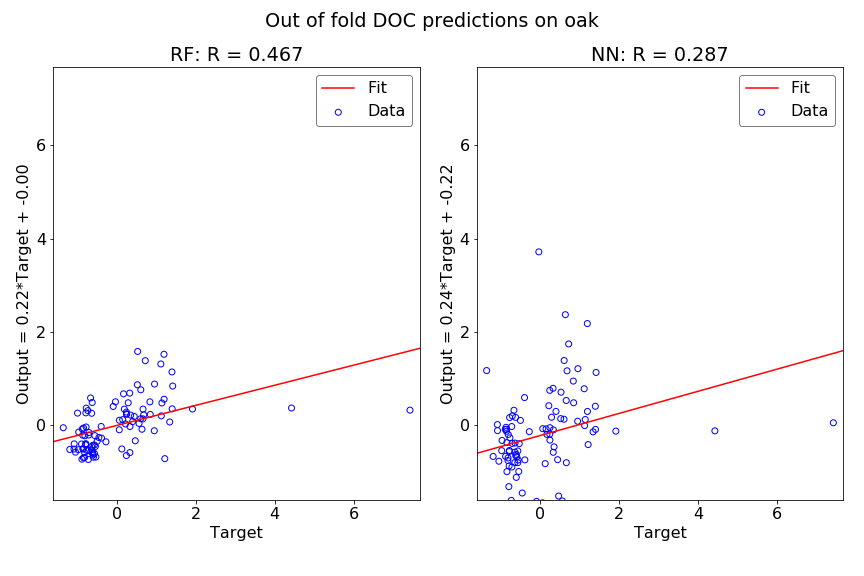 Out of fold DOC predictions on oak
RF: R = 0.467
Fit
Data
6
4
2
0
Output = 0.22*Target + -0.00
0
2
4
6
Target
NN: R = 0.287
Fit
Data
6
4
2
0
Output = 0.24*Target + -0.22
0
2
4
6
Target